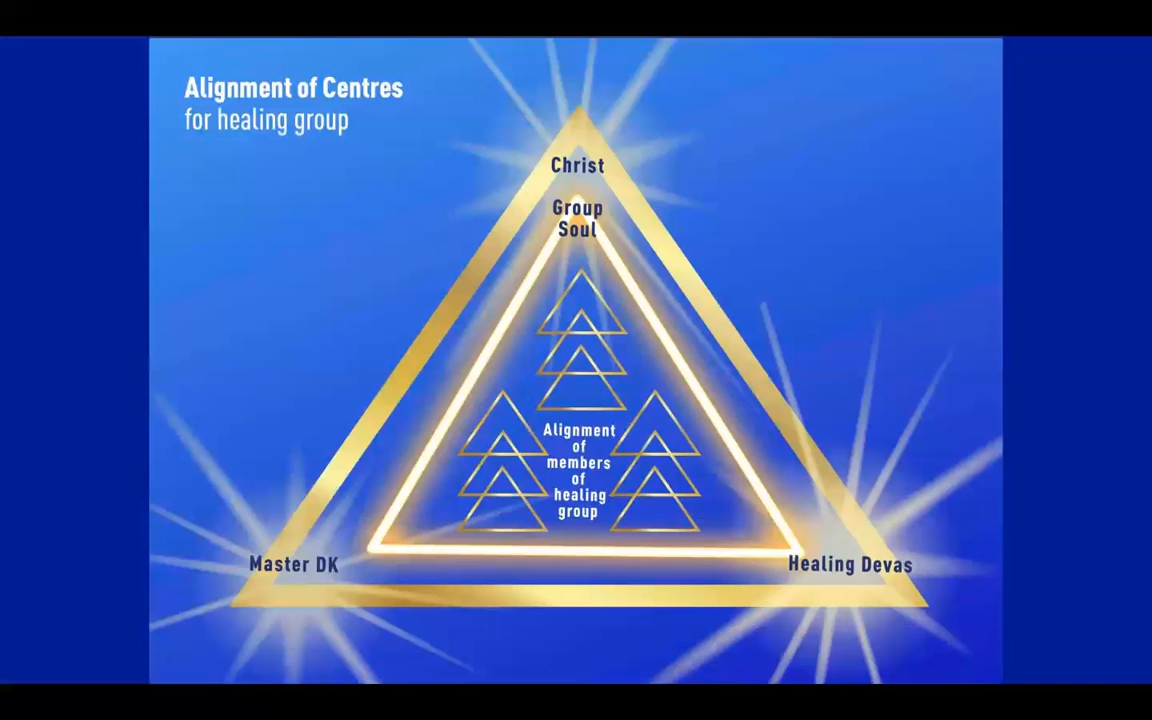 Alignment of Centres
for healing group
Christ
Group
Soul
Alignment
of
members
of
healing
group
Master DK
Healing Devas